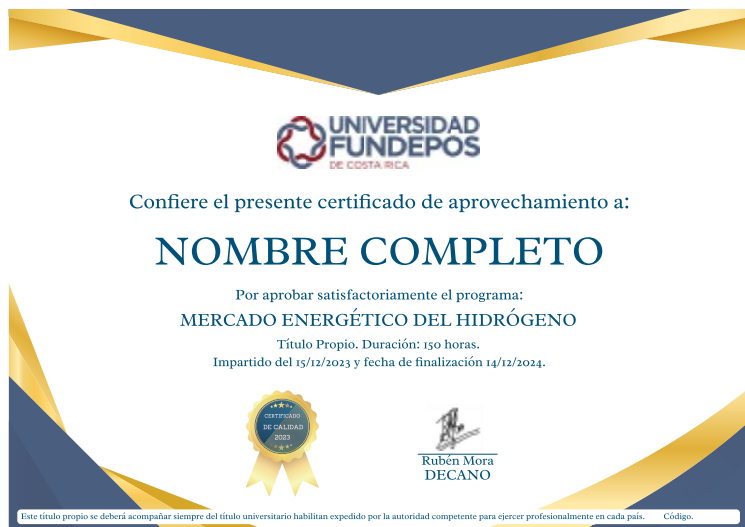 UNIVERSIDAD
FUNDEPOS
DE COSTA RICA
Confiere el presente certificado de aprovechamiento a:
NOMBRE COMPLETO
Por aprobar satisfactoriamente el programa:
MERCADO ENERGÉTICO DEL HIDRÓGENO
Título Propio. Duración: 150 horas.
Impartido del 15/12/2023 y fecha de finalización 14/12/2024.
CERTIFICADO
DE CALIDAD
2023
Rubén Mora
DECANO
Este título propio se deberá acompañar siempre del título universitario habilitan expedido por la autoridad competente para ejercer profesionalmente en cada país. Código.